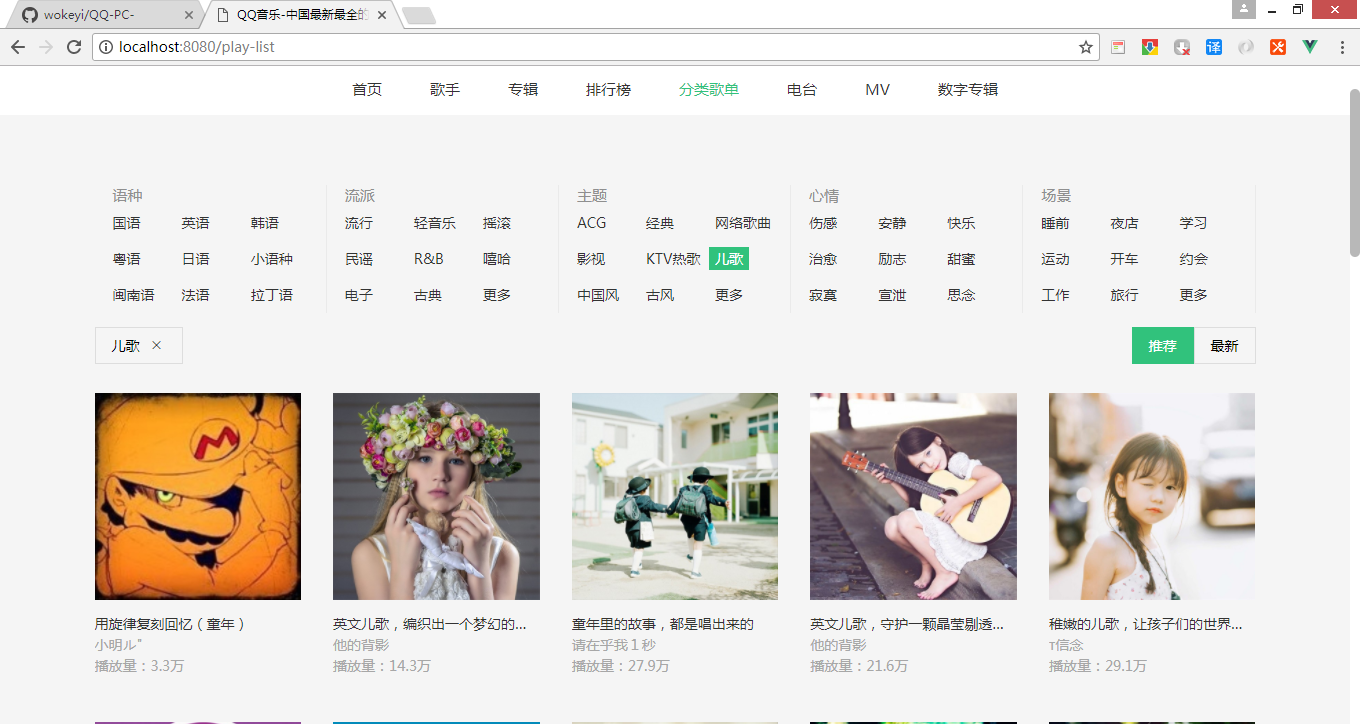 wokeyi/QQ-PC-
QQ音乐-中国最新最全的
localhost:8080/play-list
译
首页 歌手 专辑 排行榜 分类歌单 电台 MV 数字专辑
语种 流派 主题 心情 场景
国语 英语 韩语 流行 轻音乐 摇滚 ACG 经典 网络歌曲 伤感 安静 快乐 睡前 夜店 学习
粤语 日语 小语种 民谣 R&B 嘻哈 影视 KTV热歌 儿歌 治愈 励志 甜蜜 运动 开车 约会
闽南语 法语 拉丁语 电子 古典 更多 中国风 古风 更多 寂寞 宣泄 思念 工作 旅行 更多
儿歌 ×
推荐 最新
M
用旋律复刻回忆（童年）
小明ル"
播放量：3.3万
英文儿歌，编织出一个梦幻的...
他的背影
播放量：14.3万
童年里的故事，都是唱出来的
请在乎我１秒
播放量：27.9万
英文儿歌，守护一颗晶莹剔透...
他的背影
播放量：21.6万
稚嫩的儿歌，让孩子们的世界...
т信念
播放量：29.1万